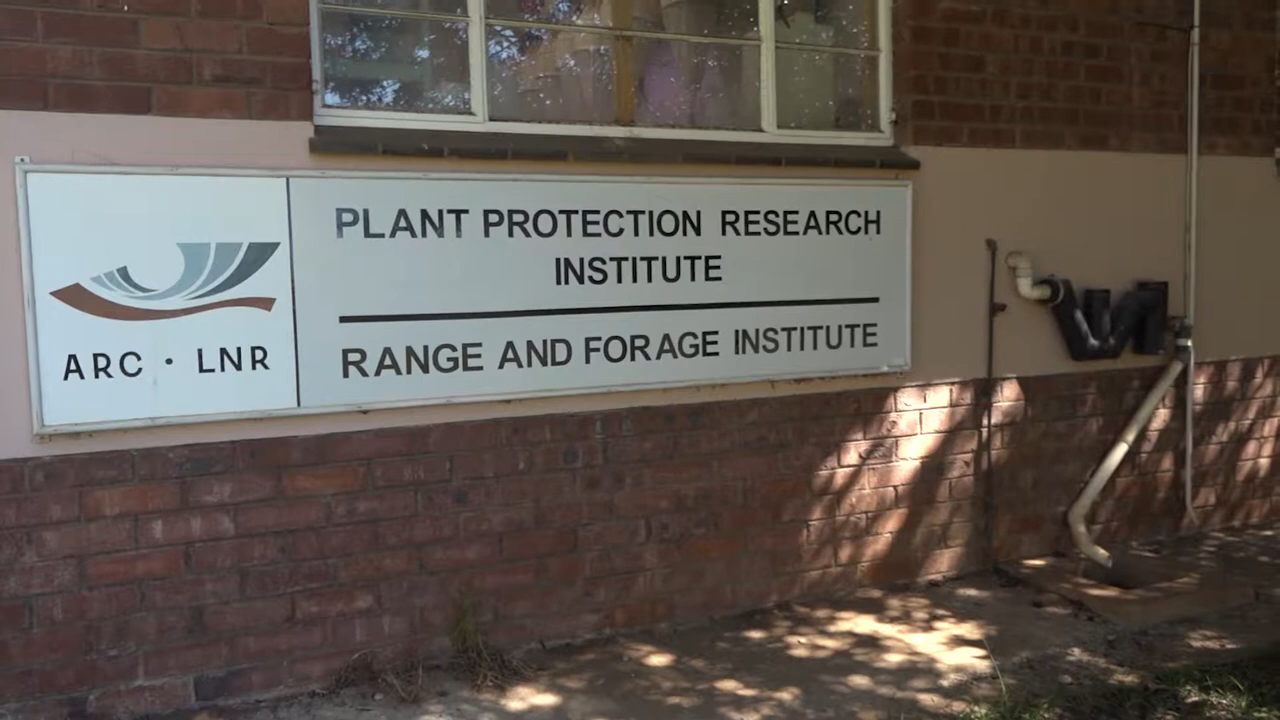 PLANT PROTECTION RESEARCH
INSTITUTE
RANGE AND FORAGE INSTITUTE
ARC • LNR